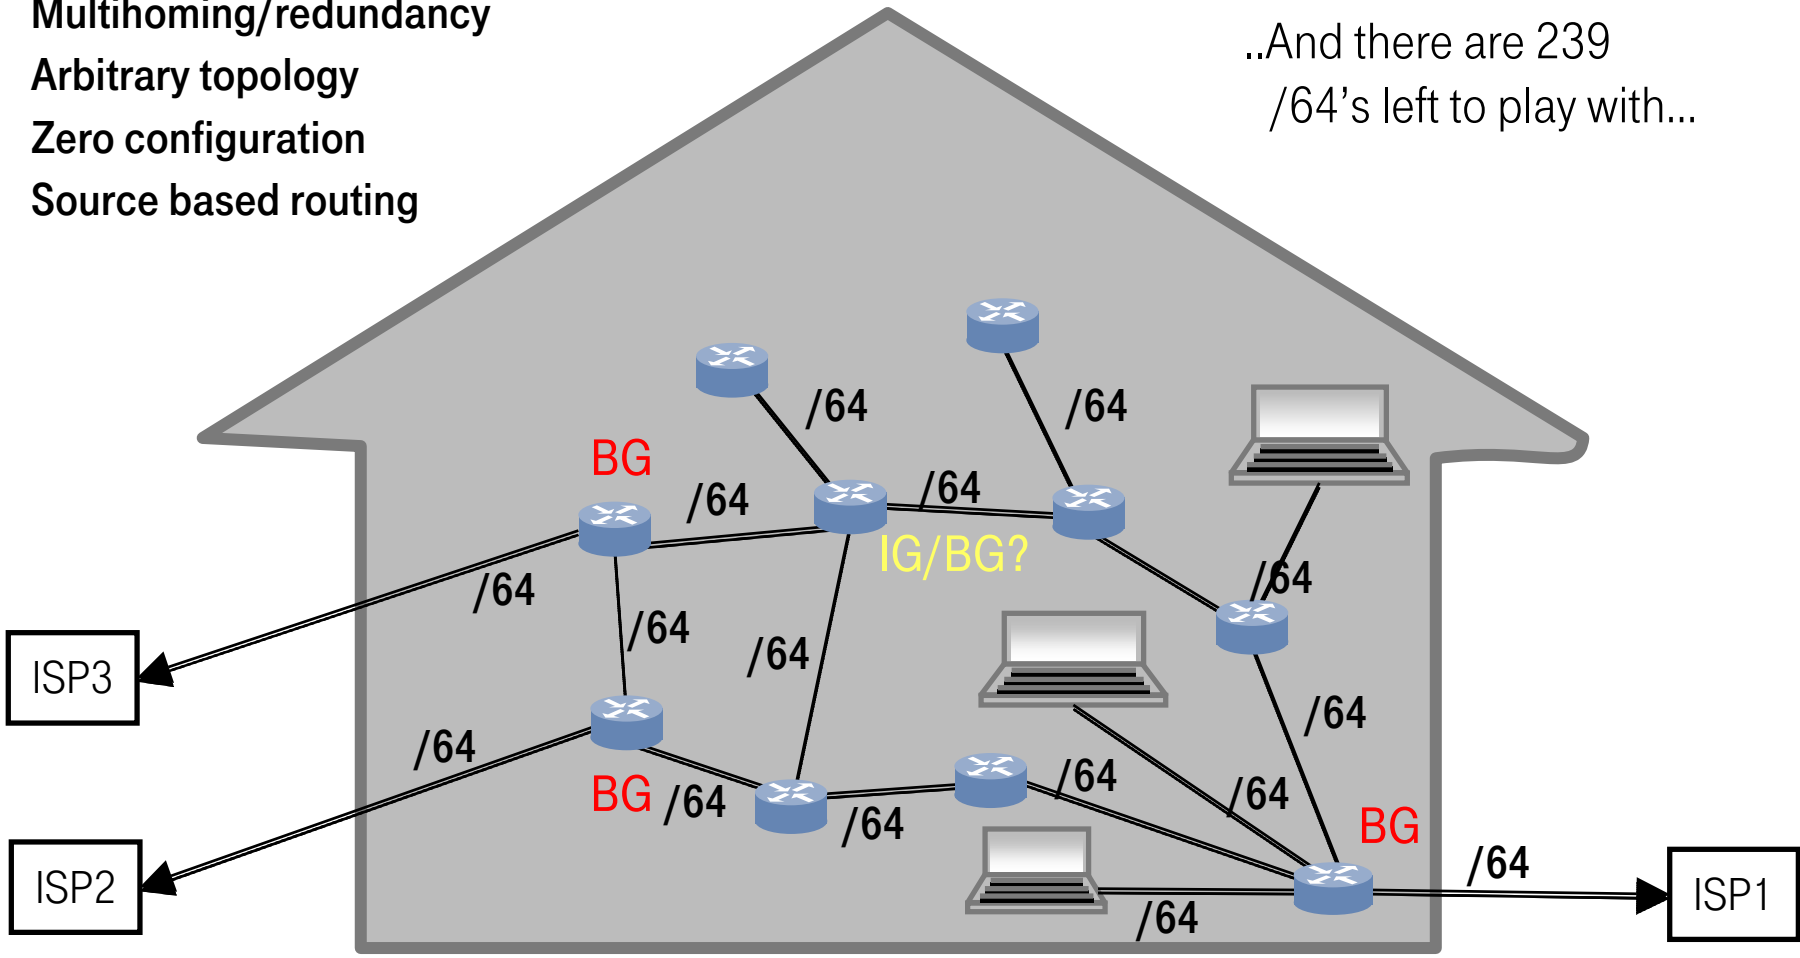 Multihoming/redundancy
Arbitrary topology
Zero configuration
Source based routing
..And there are 239
/64's left to play with...
/64
/64
BG
/64
/64
IG/BG?
/64
/64
/64
/64
ISP3
/64
/64
BG
/64
/64
/64
/64
BG
/64
ISP2
ISP1
/64